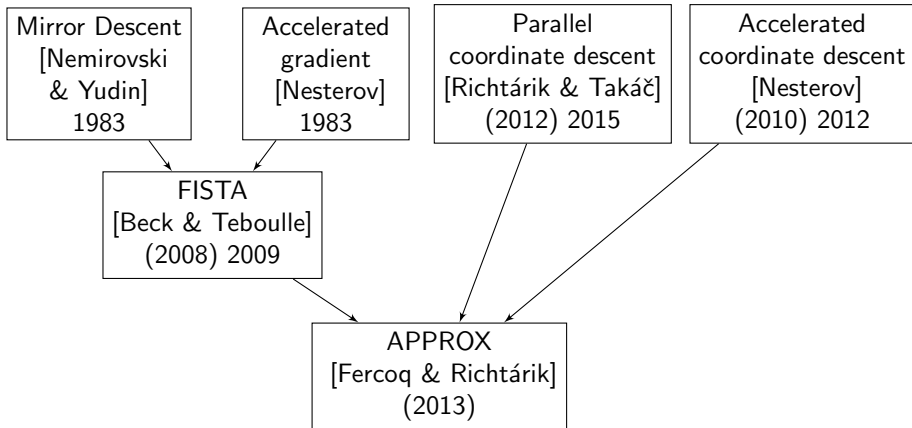 Mirror Descent
[Nemirovski
& Yudin]
1983
Accelerated
gradient
[Nesterov]
1983
Parallel
coordinate descent
[Richtárik & Takáč]
(2012) 2015
Accelerated
coordinate descent
[Nesterov]
(2010) 2012
FISTA
[Beck & Teboulle]
(2008) 2009
APPROX
[Fercoq & Richtárik]
(2013)